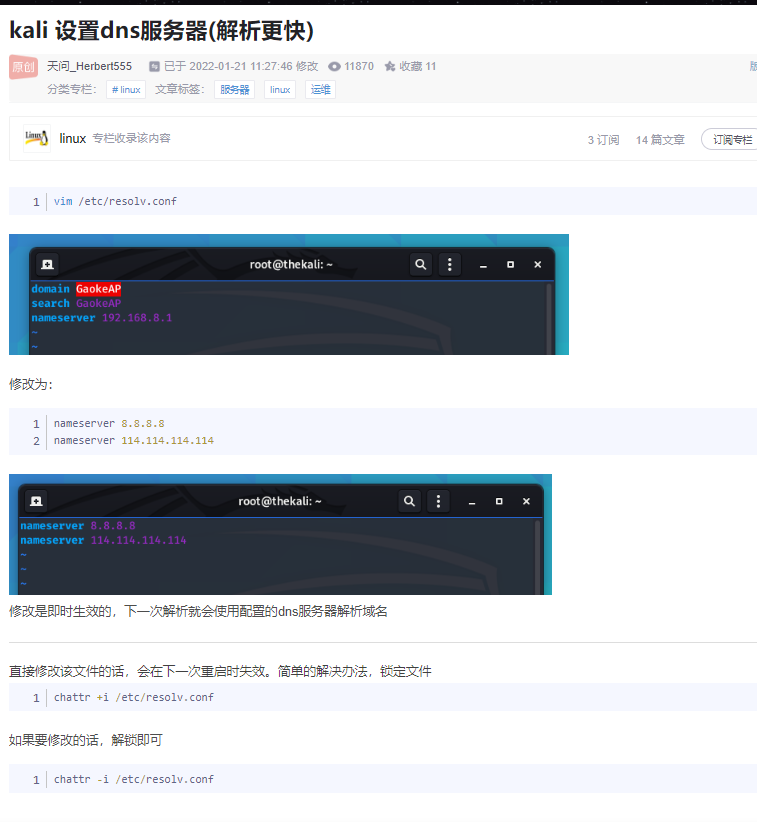 kali 设置dns服务器(解析更快)
原创 天问_Herbert555 已于 2022-01-21 11:27:46 修改 11870 收藏 11
分类专栏： # linux 文章标签： 服务器 linux 运维
linux 专栏收录该内容 3 订阅 14 篇文章 订阅专栏
1 vim /etc/resolv.conf
root@thekali: ~
domain GaokeAP
search GaokeAP
nameserver 192.168.8.1
~
~
修改为：
1 nameserver 8.8.8.8
2 nameserver 114.114.114.114
root@thekali: ~
nameserver 8.8.8.8
nameserver 114.114.114.114
~
~
~
修改是即时生效的，下一次解析就会使用配置的dns服务器解析域名
直接修改该文件的话，会在下一次重启时失效。简单的解决办法，锁定文件
1 chattr +i /etc/resolv.conf
如果要修改的话，解锁即可
1 chattr -i /etc/resolv.conf